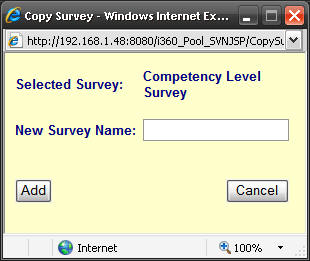 Copy Survey - Windows Internet Ex...
http://192.168.1.48:8080/i360_Pool_SVNJSP/CopySu
Selected Survey: Competency Level
Survey
New Survey Name:
Add Cancel
Internet 100%